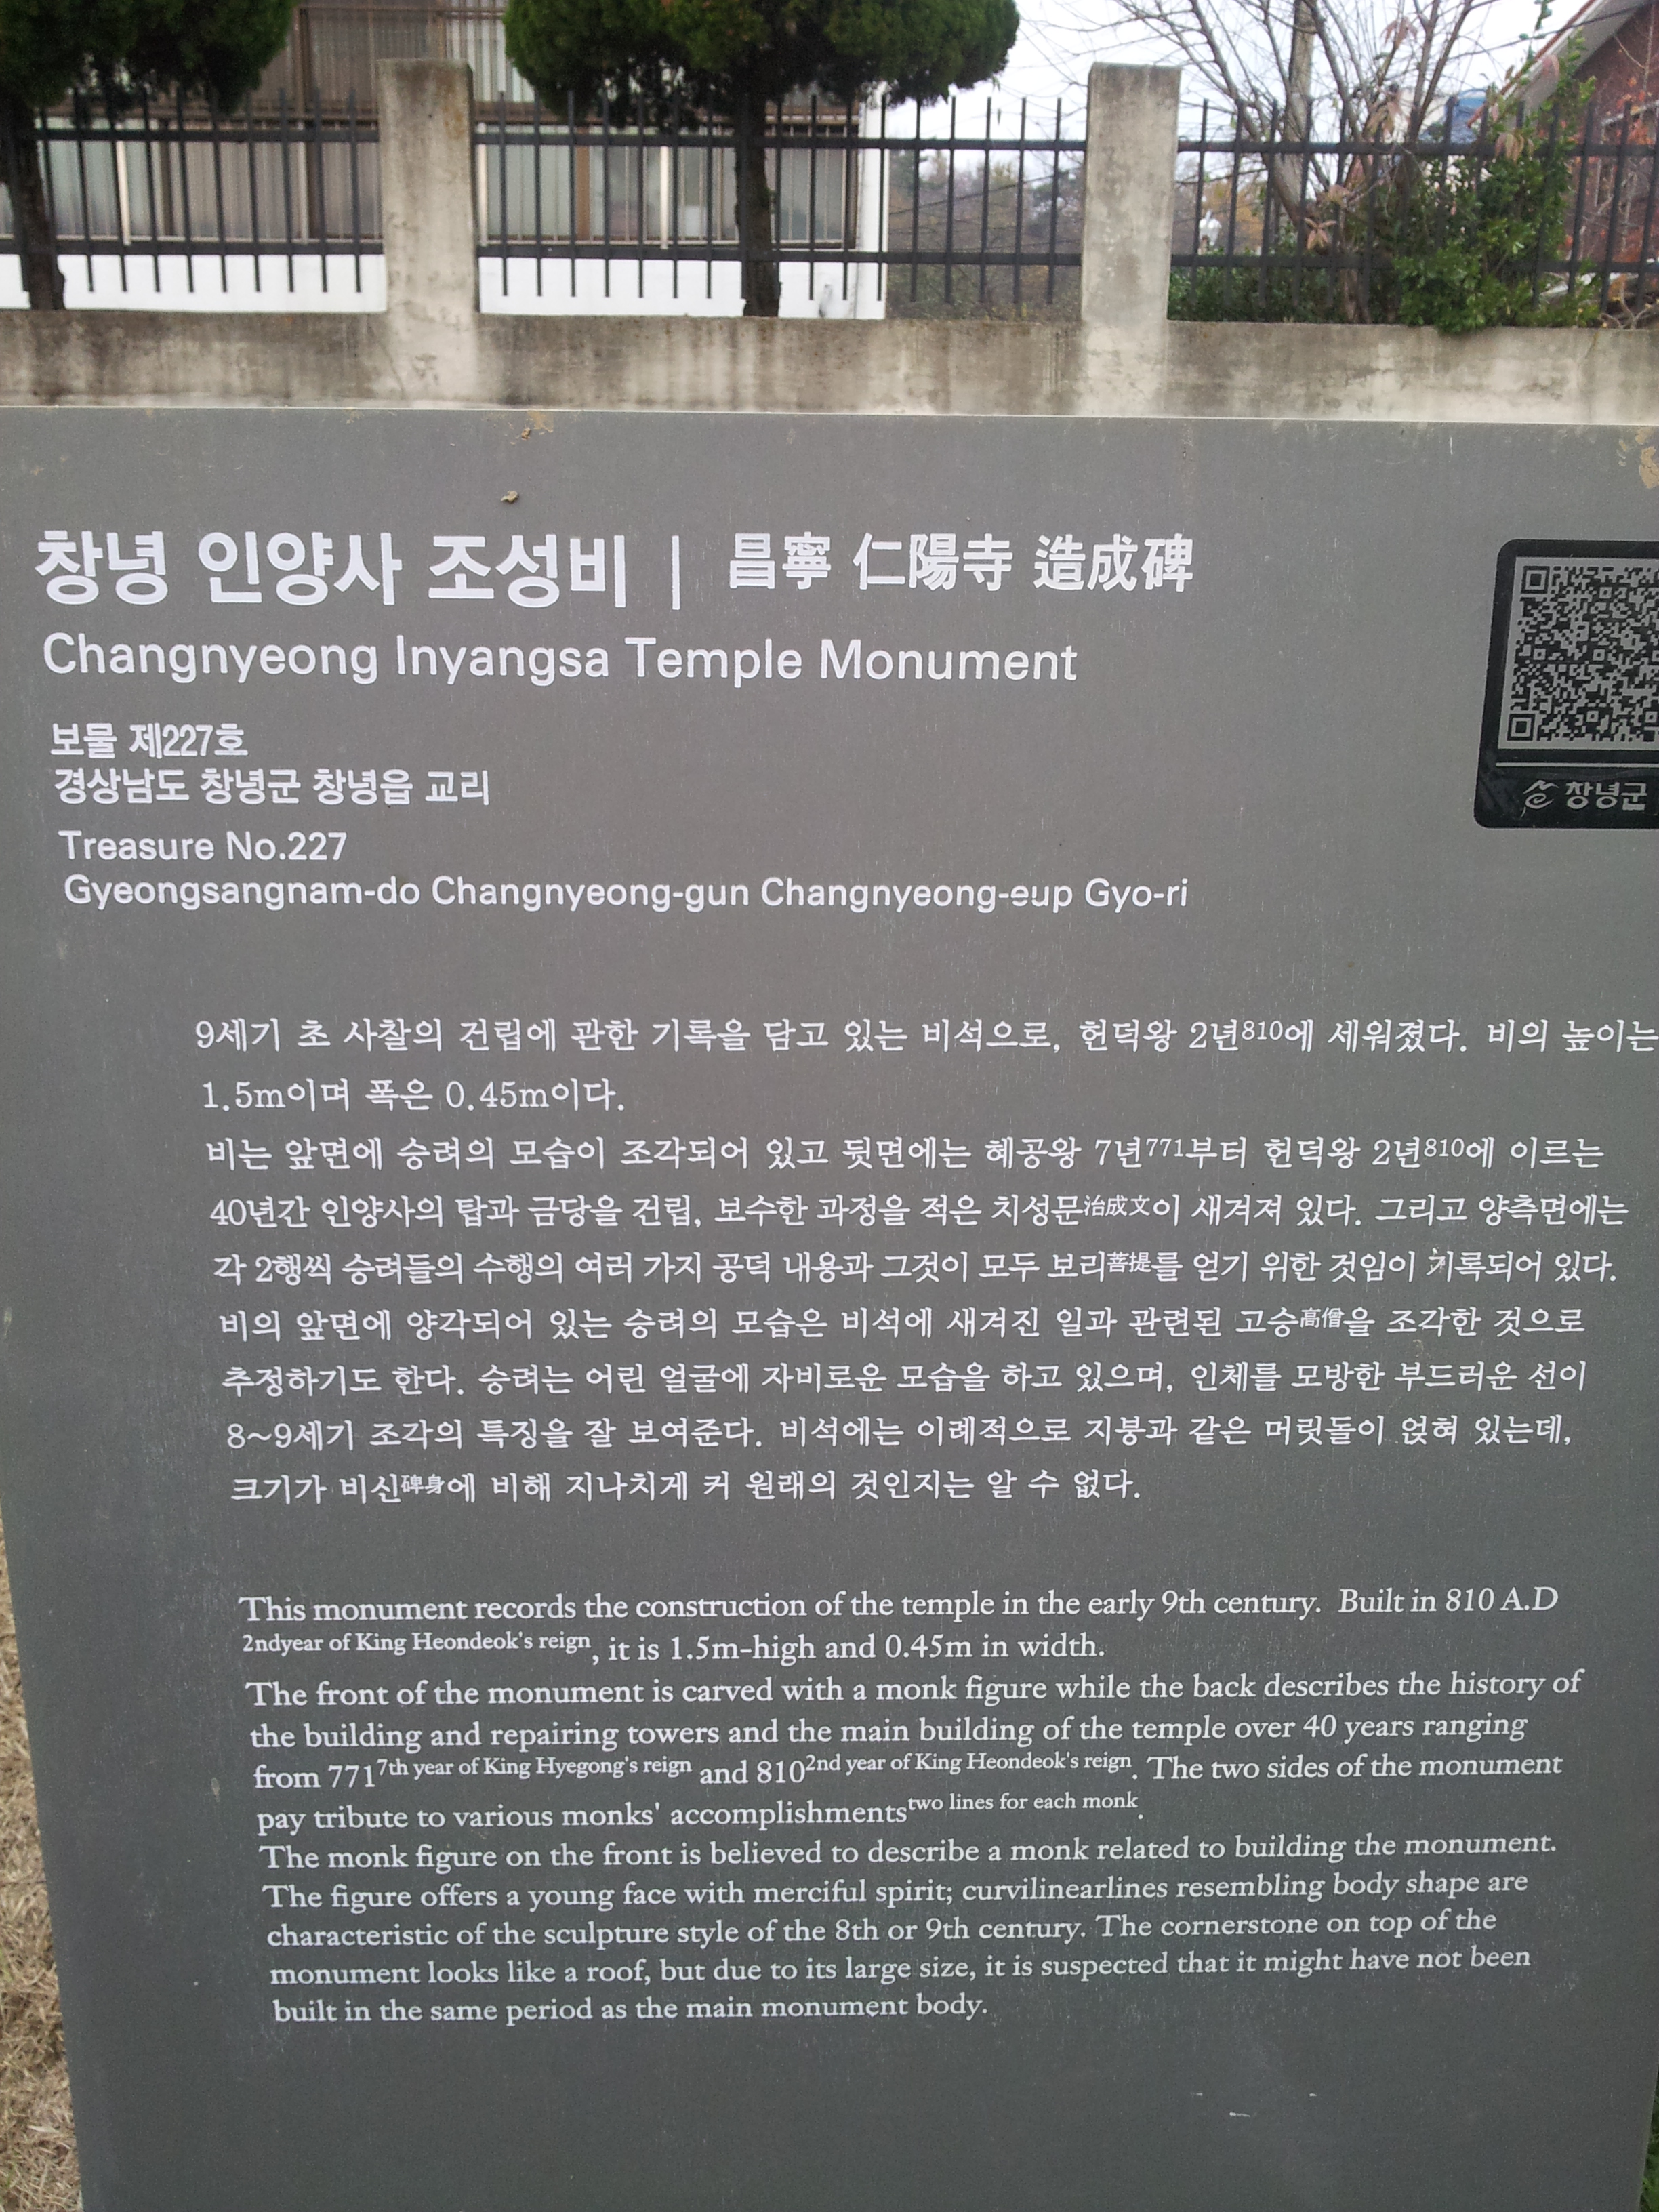 창녕 인양사 조성비 | 昌寧 仁陽寺 造成碑
Changnyeong Inyangsa Temple Monument
보물 제227호
경상남도 창녕군 창녕읍 교리
Treasure No.227
Gyeongsangnam-do Changnyeong-gun Changnyeong-eup Gyo-ri
창녕군
9세기 초 사찰의 건립에 관한 기록을 담고 있는 비석으로, 헌덕왕 2년810에 세워졌다. 비의 높이는
1.5m이며 폭은 0.45m이다.
비는 앞면에 승려의 모습이 조각되어 있고 뒷면에는 혜공왕 7년771부터 헌덕왕 2년810에 이르는
40년간 인양사의 탑과 금당을 건립, 보수한 과정을 적은 치성문治成文이 새겨져 있다. 그리고 양측면에는
각 2행씩 승려들의 수행의 여러 가지 공덕 내용과 그것이 모두 보리菩提를 얻기 위한 것임이 기록되어 있다.
비의 앞면에 양각되어 있는 승려의 모습은 비석에 새겨진 일과 관련된 고승高僧을 조각한 것으로
추정하기도 한다. 승려는 어린 얼굴에 자비로운 모습을 하고 있으며, 인체를 모방한 부드러운 선이
8~9세기 조각의 특징을 잘 보여준다. 비석에는 이례적으로 지붕과 같은 머릿돌이 얹혀 있는데,
크기가 비신碑身에 비해 지나치게 커 원래의 것인지는 알 수 없다.
This monument records the construction of the temple in the early 9th century. Built in 810 A.D
2ndyear of King Heondeok's reign, it is 1.5m-high and 0.45m in width.
The front of the monument is carved with a monk figure while the back describes the history of
the building and repairing towers and the main building of the temple over 40 years ranging
from 771 7th year of King Hyegong's reign and 810 2nd year of King Heondeok's reign. The two sides of the monument
pay tribute to various monks' accomplishments two lines for each monk.
The monk figure on the front is believed to describe a monk related to building the monument.
The figure offers a young face with merciful spirit; curvilinearlines resembling body shape are
characteristic of the sculpture style of the 8th or 9th century. The cornerstone on top of the
monument looks like a roof, but due to its large size, it is suspected that it might have not been
built in the same period as the main monument body.